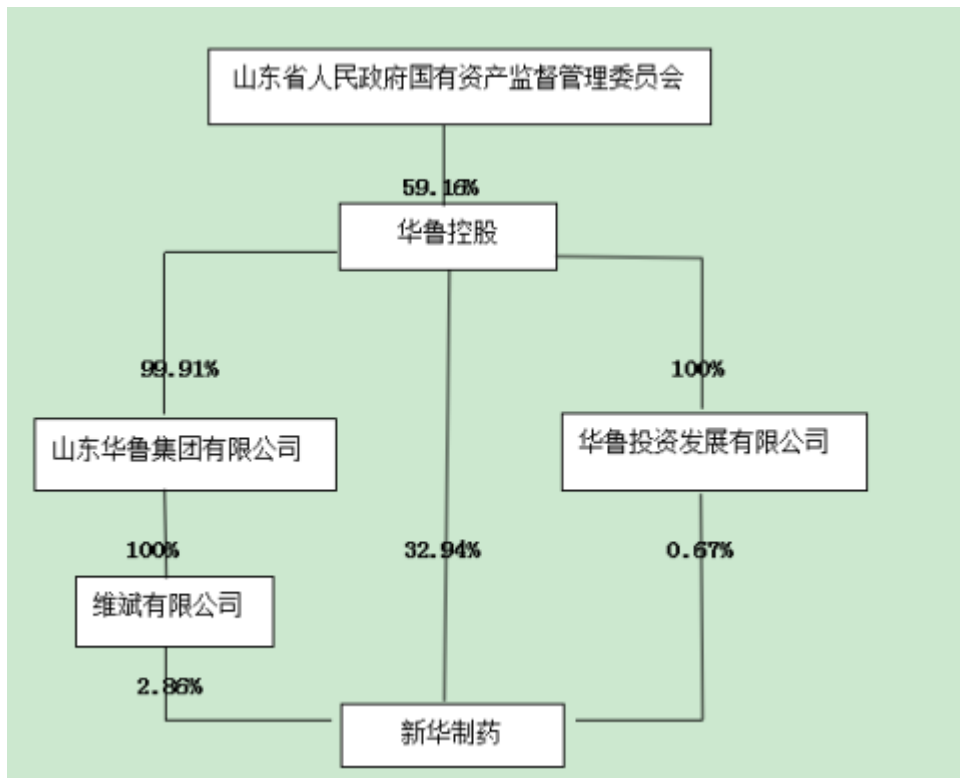 山东省人民政府国有资产监督管理委员会
59.16%
华鲁控股
99.91%
100%
山东华鲁集团有限公司
华鲁投资发展有限公司
100%
32.94%
0.67%
维斌有限公司
2.86%
新华制药